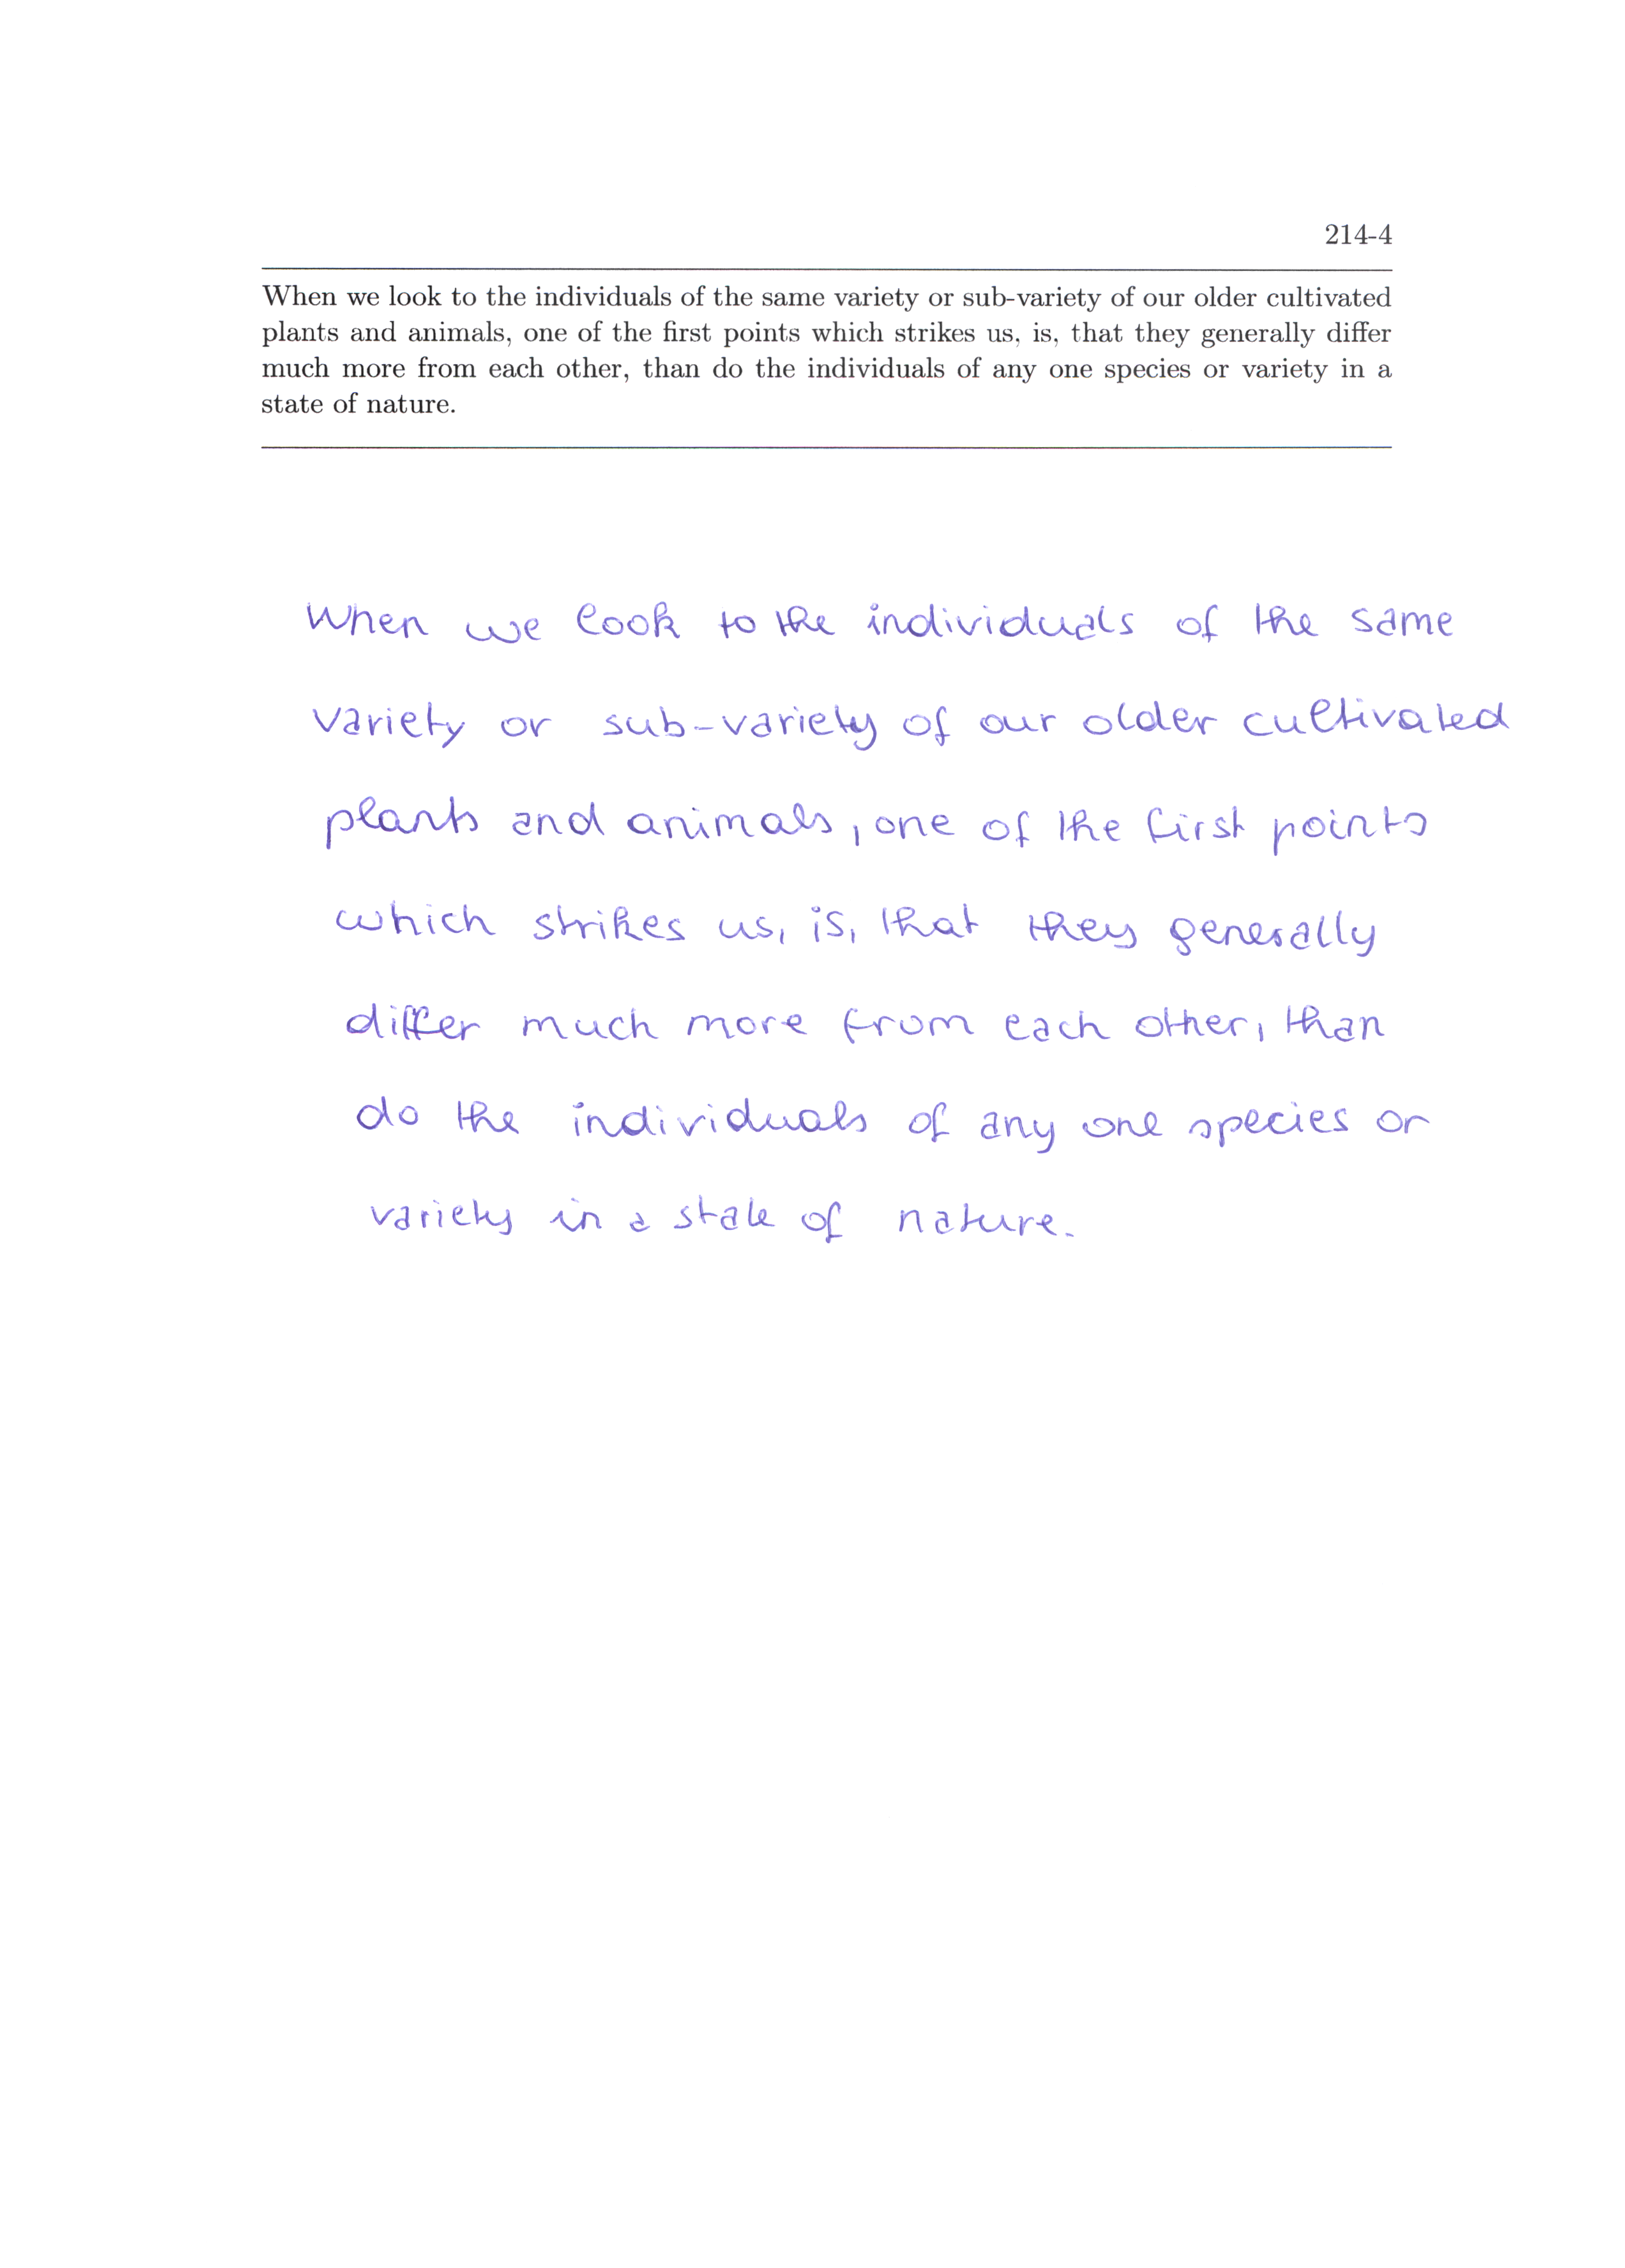 214-4
When we look to the individuals of the same variety or sub-variety of our older cultivated
plants and animals, one of the first points which strikes us, is, that they generally differ
much more from each other, than do the individuals of any one species or variety in a
state of nature.
When we look to the individuals of the same
variety or sub-variety of our older cultivated
plants and animals, one of the first points
which strikes us, is, that they generally
differ much more from each other, than
do the individuals of any one species or
variety in a state of nature.